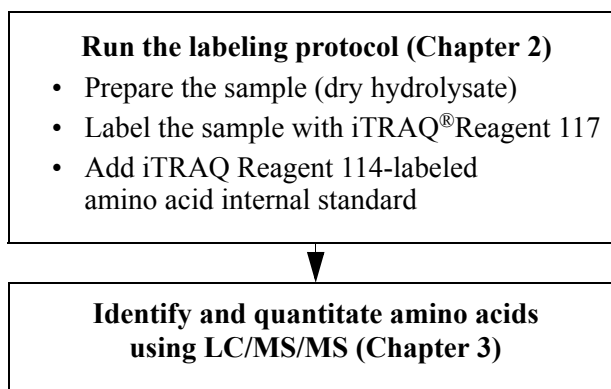 Run the labeling protocol (Chapter 2)
• Prepare the sample (dry hydrolysate)
• Label the sample with iTRAQ®Reagent 117
• Add iTRAQ Reagent 114-labeled
amino acid internal standard
Identify and quantitate amino acids
using LC/MS/MS (Chapter 3)